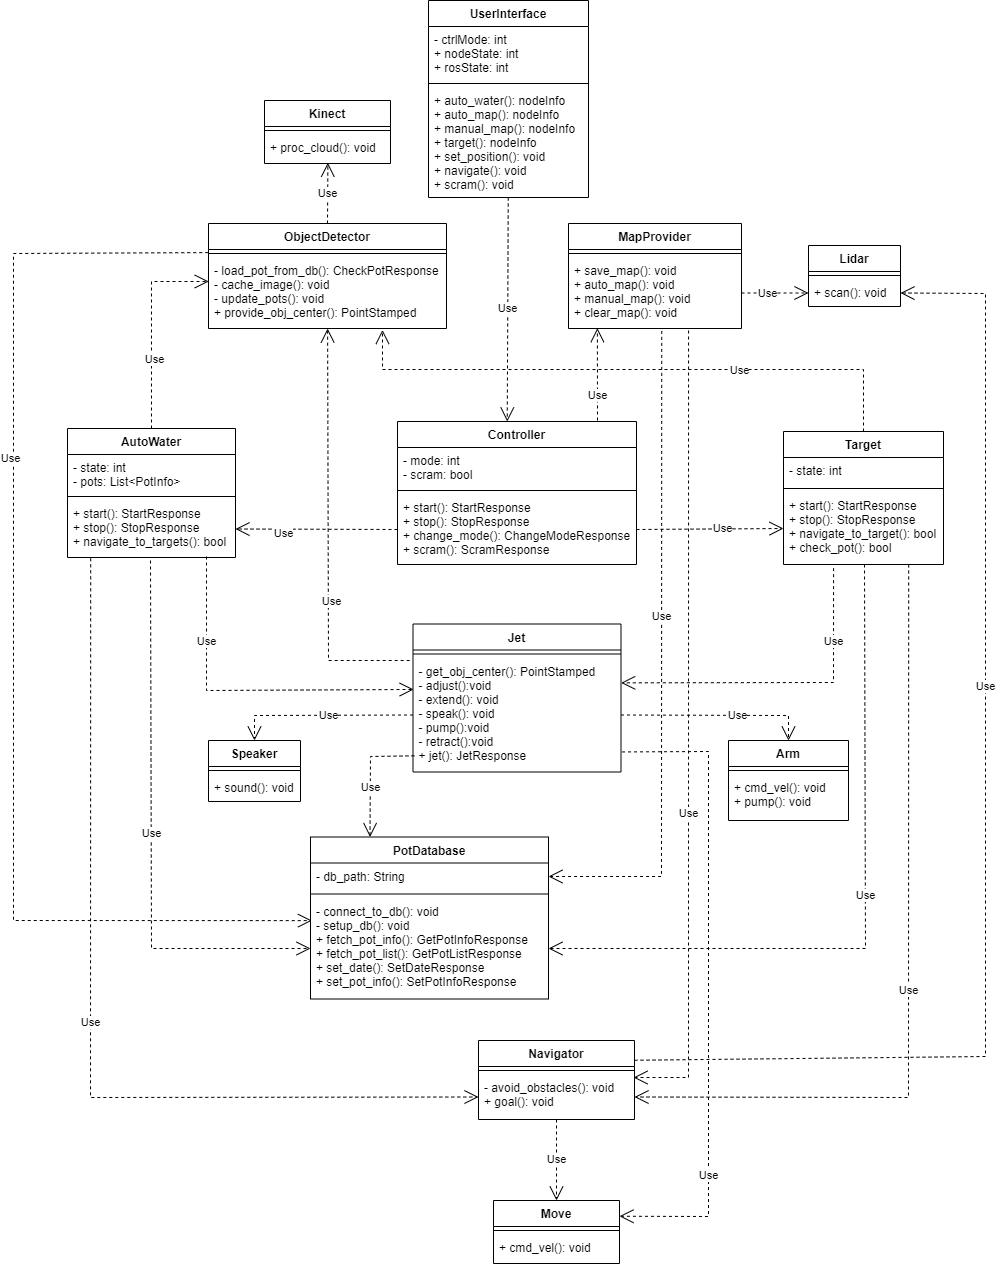 UserInterface
- ctrlMode: int
+ nodeState: int
+ rosState: int
+ auto_water(): nodeInfo
+ auto_map(): nodeInfo
+ manual_map(): nodeInfo
+ target(): nodeInfo
+ set_position(): void
+ navigate(): void
+ scram(): void
Kinect
+ proc_cloud(): void
Use
ObjectDetector
- load_pot_from_db(): CheckPotResponse
- cache_image(): void
- update_pots(): void
+ provide_obj_center(): PointStamped
MapProvider
+ save_map(): void
+ auto_map(): void
+ manual_map(): void
+ clear_map(): void
Use
Lidar
+ scan(): void
Use
Use
Use
Use
Use
AutoWater
- state: int
- pots: List<PotInfo>
+ start(): StartResponse
+ stop(): StopResponse
+ navigate_to_targets(): bool
Use
Controller
- mode: int
- scram: bool
+ start(): StartResponse
+ stop(): StopResponse
+ change_mode(): ChangeModeResponse
+ scram(): ScramResponse
Use
Target
- state: int
+ start(): StartResponse
+ stop(): StopResponse
+ navigate_to_target(): bool
+ check_pot(): bool
Use
Use
Use
Use
Use
Jet
- get_obj_center(): PointStamped
- adjust():void
- extend(): void
- speak(): void
- pump():void
- retract():void
+ jet(): JetResponse
Use
Use
Use
Speaker
+ sound(): void
Arm
+ cmd_vel(): void
+ pump(): void
Use
Use
Use
PotDatabase
- db_path: String
- connect_to_db(): void
- setup_db(): void
+ fetch_pot_info(): GetPotInfoResponse
+ fetch_pot_list(): GetPotListResponse
+ set_date(): SetDateResponse
+ set_pot_info(): SetPotInfoResponse
Use
Use
Use
Navigator
- avoid_obstacles(): void
+ goal(): void
Use
Use
Move
+ cmd_vel(): void